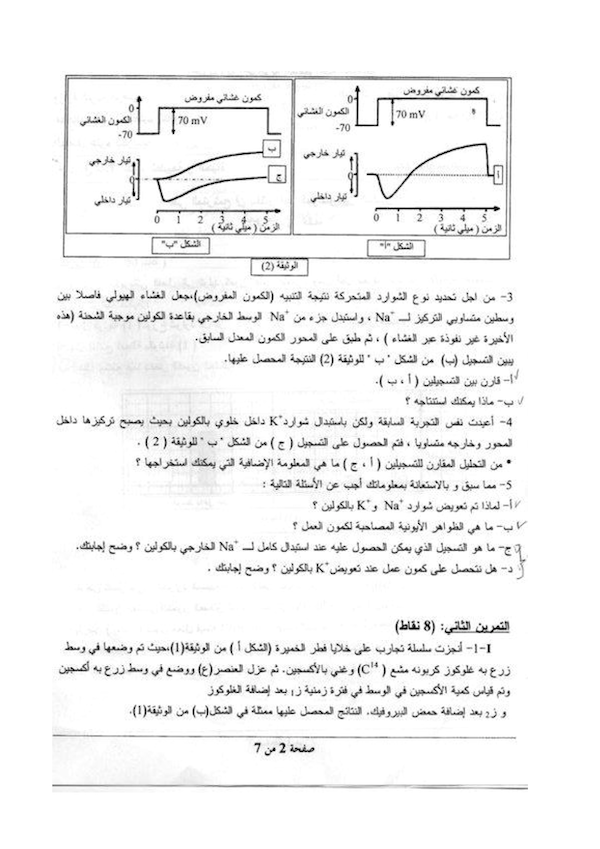 كمون غشائي مفروض
0
الكمون الغشائي
70 mV
-70
تيار خارجي
0
تيار داخلي
أ
0 1 2 3 4 5
الزمن ( ميلي ثانية )
الشكل "أ"
كمون غشائي مفروض
0
الكمون الغشائي
70 mV
-70
ب
تيار خارجي
0
ج
تيار داخلي
0 1 2 3 4 5
الزمن ( ميلي ثانية )
الشكل "ب"
الوثيقة (2)
3- من اجل تحديد نوع الشوارد المتحركة نتيجة التنبيه (الكمون المفروض)،جعل الغشاء الهيولي فاصلا بين
وسطين متساويي التركيز لـ Na+ ، واستبدل جزء من Na+ الوسط الخارجي بقاعدة الكولين موجبة الشحنة (هذه
الأخيرة غير نفوذة عبر الغشاء ) ، ثم طبق على المحور الكمون المعدل السابق.
يبين التسجيل (ب) من الشكل " ب " للوثيقة (2) النتيجة المحصل عليها.
أ- قارن بين التسجيلين ( أ ، ب ).
ب- ماذا يمكنك استنتاجه ؟
4- أعيدت نفس التجربة السابقة ولكن باستبدال شواردK+ داخل خلوي بالكولين بحيث يصبح تركيزها داخل
المحور وخارجه متساويا ، فتم الحصول على التسجيل ( ج ) من الشكل " ب " للوثيقة ( 2 ) .
• من التحليل المقارن للتسجيلين ( أ ، ج ) ما هي المعلومة الإضافية التي يمكنك استخراجها ؟
5- مما سبق و بالاستعانة بمعلوماتك أجب عن الأسئلة التالية :
أ- لماذا تم تعويض شوارد Na+ و K+ بالكولين ؟
ب- ما هي الظواهر الأيونية المصاحبة لكمون العمل ؟
ج- ما هو التسجيل الذي يمكن الحصول عليه عند استبدال كامل لـ Na+ الخارجي بالكولين ؟ وضح إجابتك.
د- هل نتحصل على كمون عمل عند تعويضK+ بالكولين ؟ وضح إجابتك .
التمرين الثاني: (8 نقاط)
I-1- أنجزت سلسلة تجارب على خلايا فطر الخميرة (الشكل أ ) من الوثيقة(1)،حيث تم وضعها في وسط
زرع به غلوكوز كربونه مشع ( C14) وغني بالأكسجين. ثم عزل العنصر(ع) ووضع في وسط زرع به أكسجين
وتم قياس كمية الأكسجين في الوسط في فترة زمنية ز1 بعد إضافة الغلوكوز
و ز2 بعد إضافة حمض البيروفيك. النتائج المحصل عليها ممثلة في الشكل(ب) من الوثيقة(1).
صفحة 2 من 7